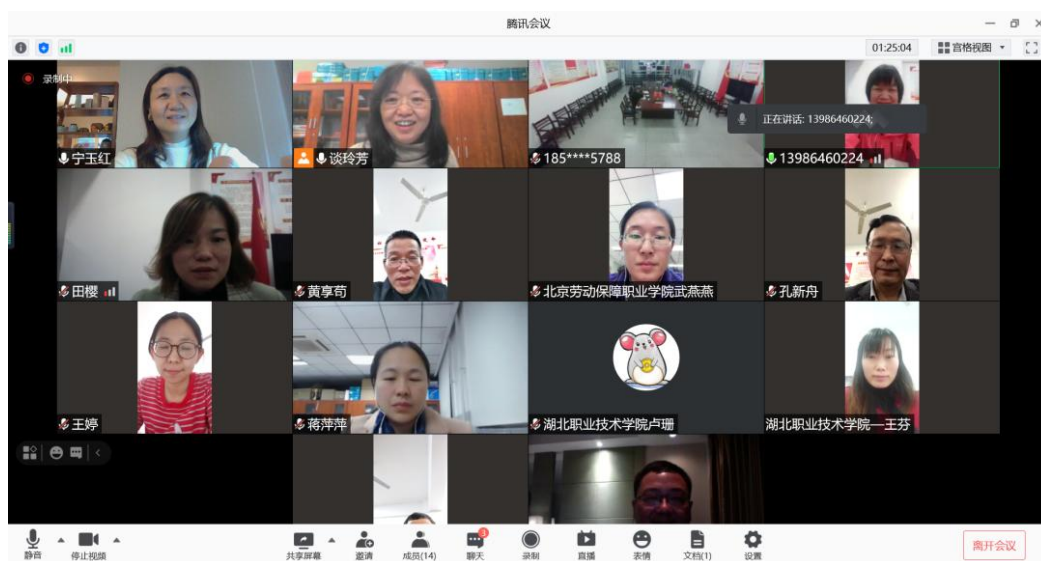 腾讯会议
01:25:04
宫格视图
录制中
正在讲话: 13986460224;
宁玉红
谈玲芳
185****5788
13986460224
田樱
黄享苟
北京劳动保障职业学院武燕燕
孔新舟
王婷
蒋萍萍
湖北职业技术学院卢珊
湖北职业技术学院—王芬
静音
停止视频
共享屏幕
邀请
成员(14)
3
聊天
录制
直播
表情
文档(1)
设置
离开会议